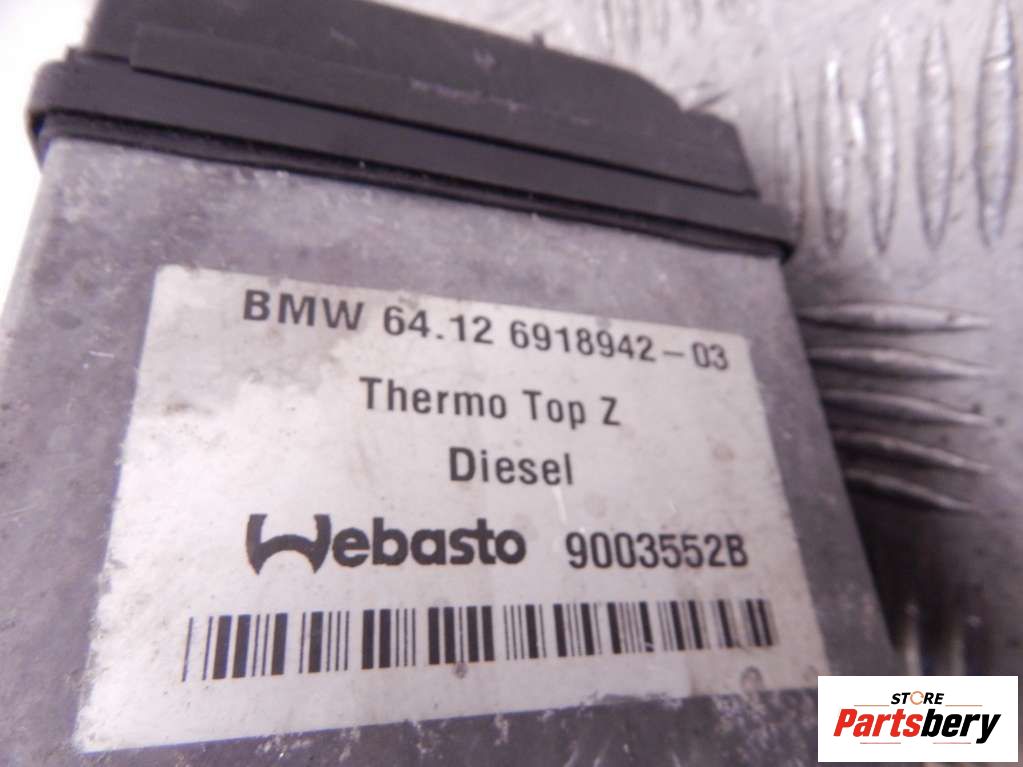 BMW 64.12 6918942-03
Thermo Top Z
Diesel
Webasto 9003552B
STORE
Partsbery